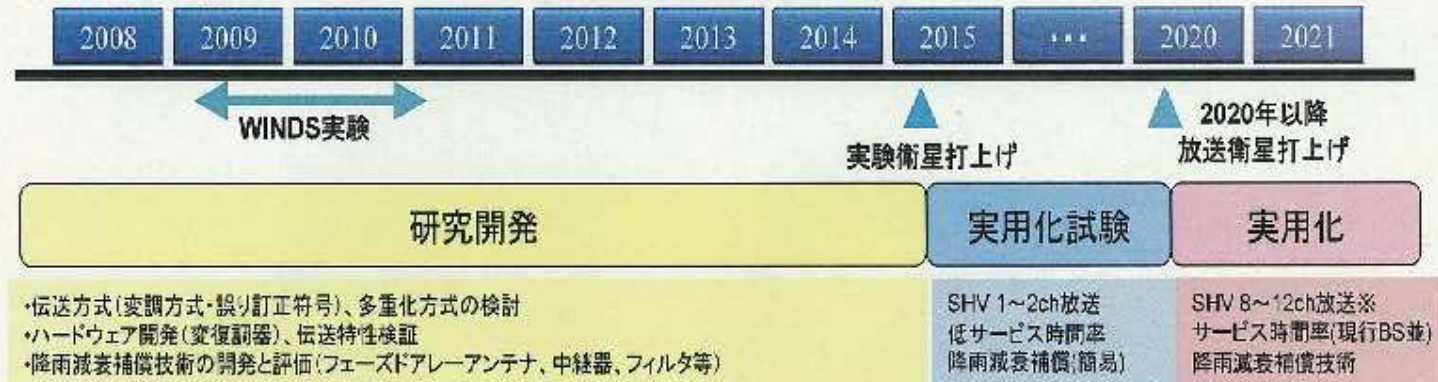 2008 2009 2010 2011 2012 2013 2014 2015 ... 2020 2021
WINDS実験
実験衛星打上げ
2020年以降
放送衛星打上げ
研究開発
実用化試験
実用化
・伝送方式(変調方式・誤り訂正符号)、多重化方式の検討
・ハードウェア開発(変復調器)、伝送特性検証
・降雨減衰補償技術の開発と評価(フェーズドアレーアンテナ、中継器、フィルタ等)
SHV 1~2ch放送
低サービス時間率
降雨減衰補償(簡易)
SHV 8~12ch放送※
サービス時間率(現行BS並)
降雨減衰補償技術